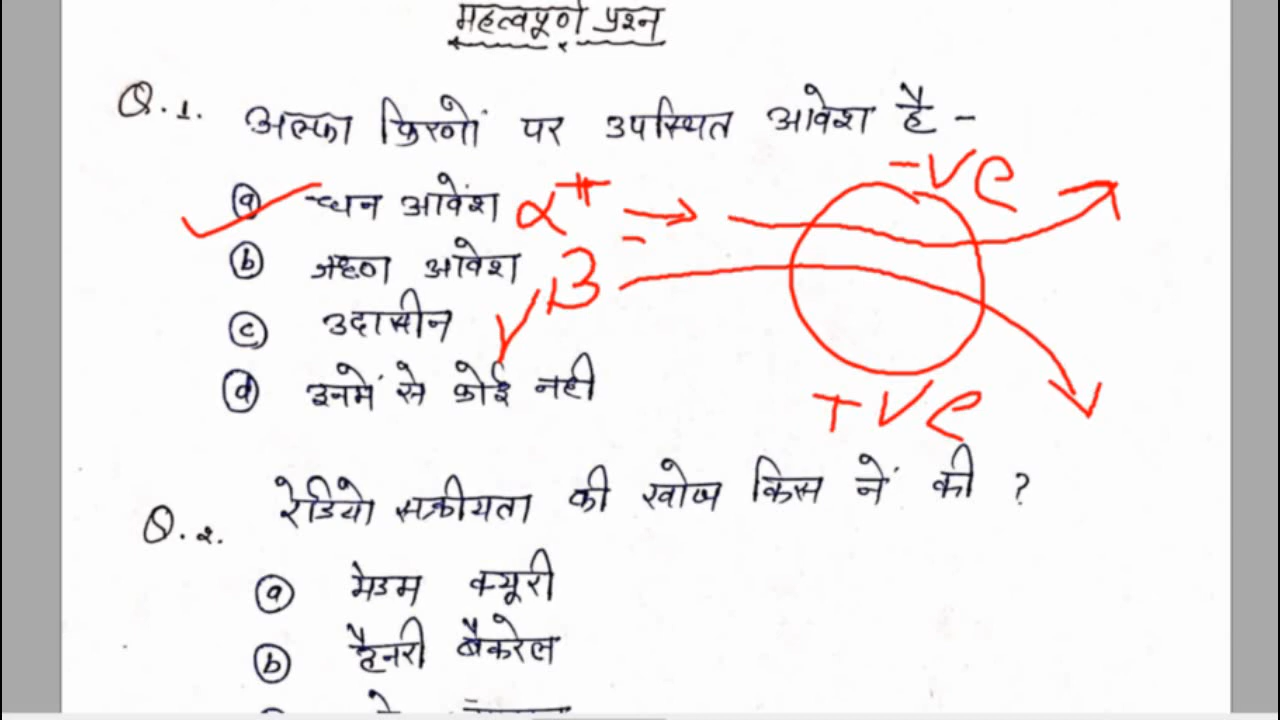 महत्वपूर्ण प्रश्न
Q.1. अल्फा किरणों पर उपस्थित आवेश है -
(a) धन आवेंश α++
(b) ऋण आवेश β-
(c) उदासीन
(d) इनमें से कोई नही
-ve
+ve
Q.2. रेडियो सक्रीयता की खोज किस नें की ?
(a) मेडम क्यूरी
(b) हैनरी बैकरेल